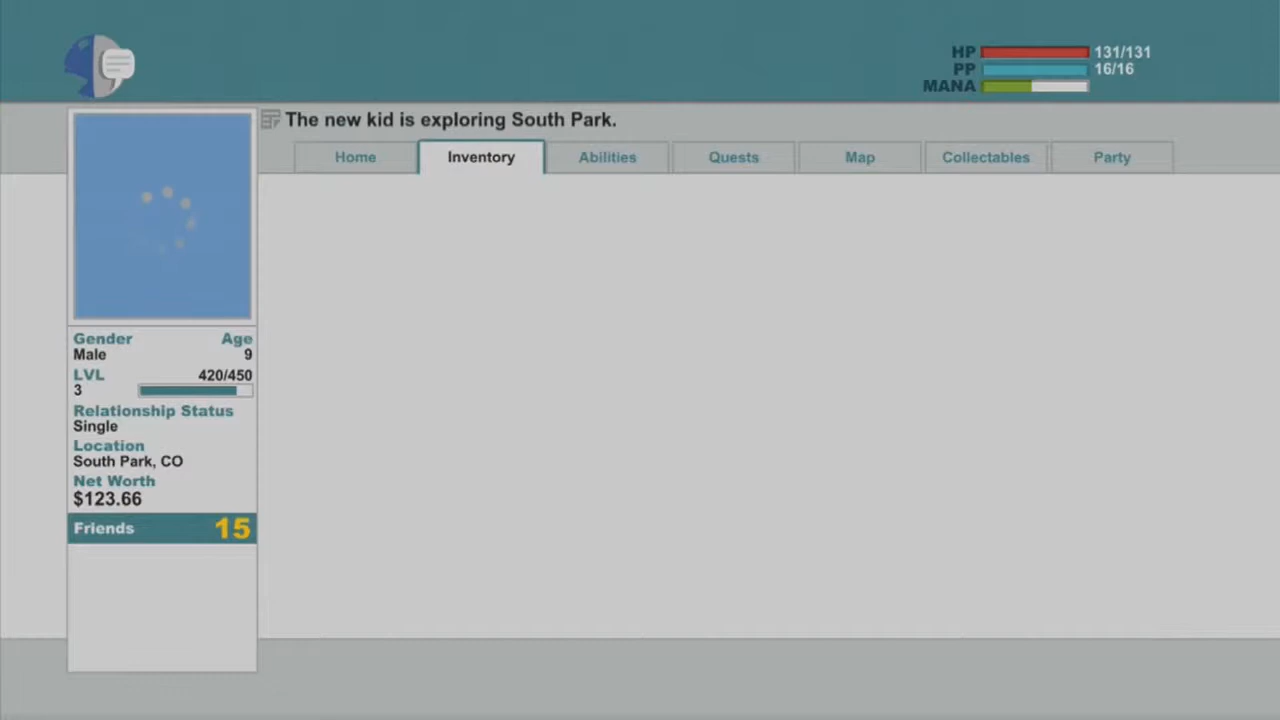 HP 131/131
PP 16/16
MANA
The new kid is exploring South Park.
Home Inventory Abilities Quests Map Collectables Party
Gender Age
Male 9
LVL 420/450
3
Relationship Status
Single
Location
South Park, CO
Net Worth
$123.66
Friends 15